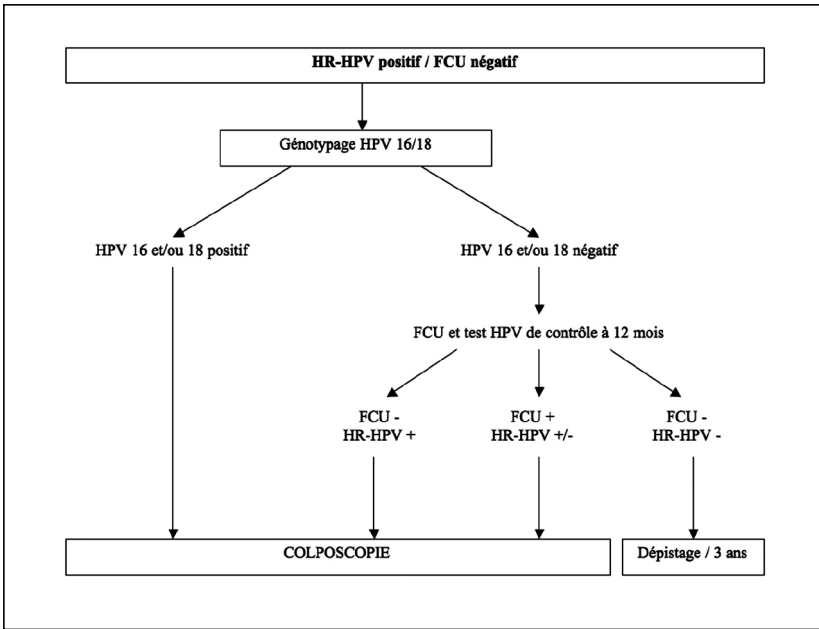 HR-HPV positif / FCU négatif
Génotypage HPV 16/18
HPV 16 et/ou 18 positif
HPV 16 et/ou 18 négatif
FCU et test HPV de contrôle à 12 mois
FCU -
HR-HPV +
FCU +
HR-HPV +/-
FCU -
HR-HPV -
COLPOSCOPIE
Dépistage / 3 ans